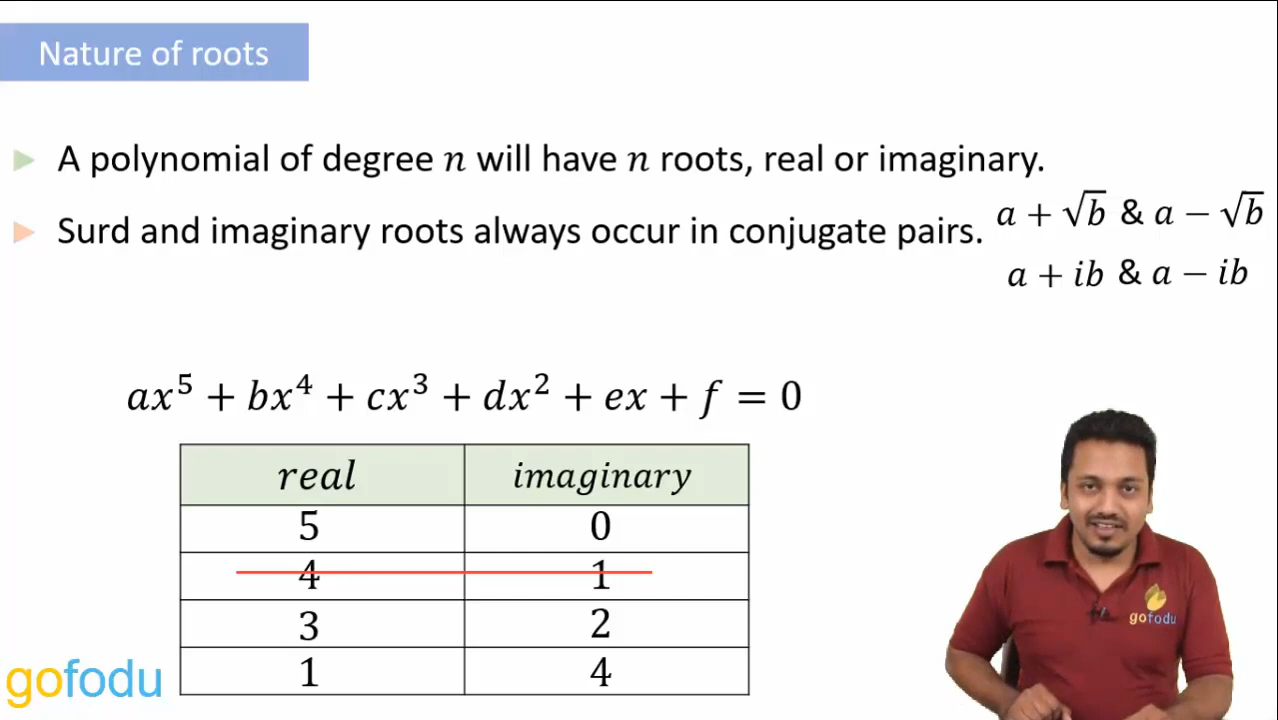 Nature of roots
A polynomial of degree n will have n roots, real or imaginary.
Surd and imaginary roots always occur in conjugate pairs. a + √b & a − √b
a + ib & a − ib
ax⁵ + bx⁴ + cx³ + dx² + ex + f = 0
real imaginary
5 0
4 1
3 2
1 4
gofodu
gofodu